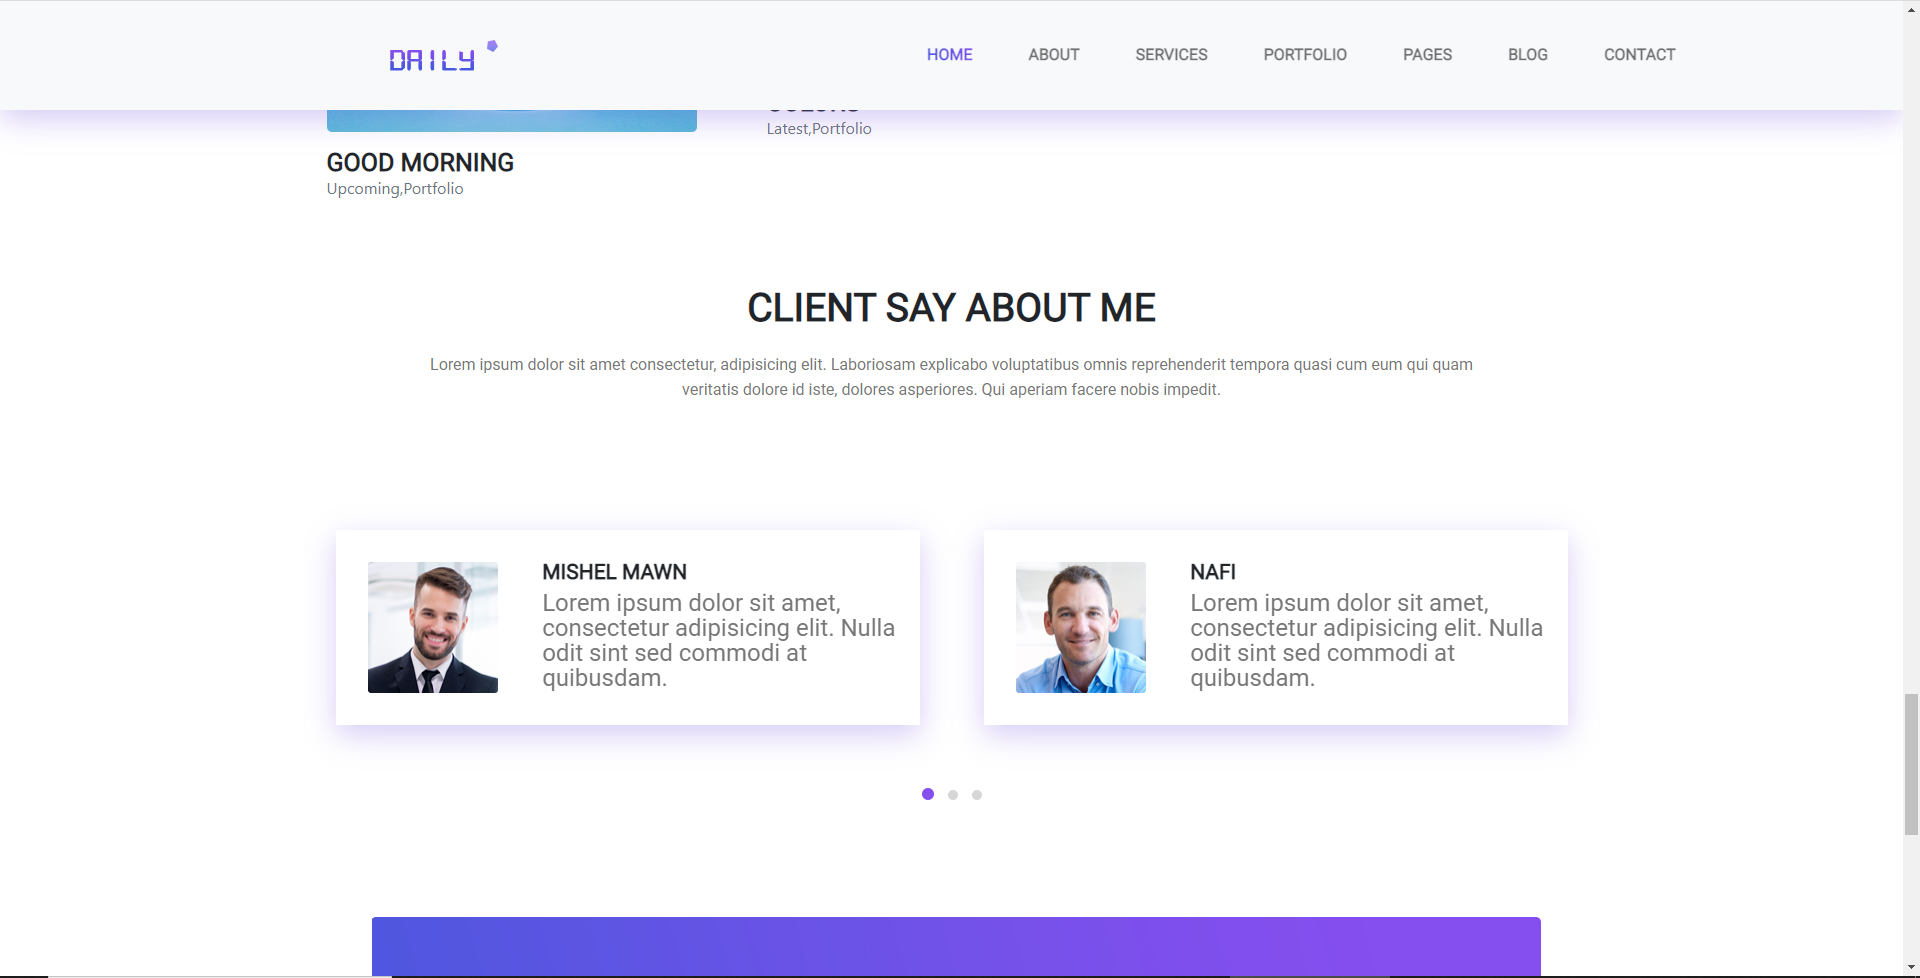 DAILY
HOME ABOUT SERVICES PORTFOLIO PAGES BLOG CONTACT
Latest,Portfolio
GOOD MORNING
Upcoming,Portfolio
CLIENT SAY ABOUT ME
Lorem ipsum dolor sit amet consectetur, adipisicing elit. Laboriosam explicabo voluptatibus omnis reprehenderit tempora quasi cum eum qui quam
veritatis dolore id iste, dolores asperiores. Qui aperiam facere nobis impedit.
MISHEL MAWN
Lorem ipsum dolor sit amet,
consectetur adipisicing elit. Nulla
odit sint sed commodi at
quibusdam.
NAFI
Lorem ipsum dolor sit amet,
consectetur adipisicing elit. Nulla
odit sint sed commodi at
quibusdam.